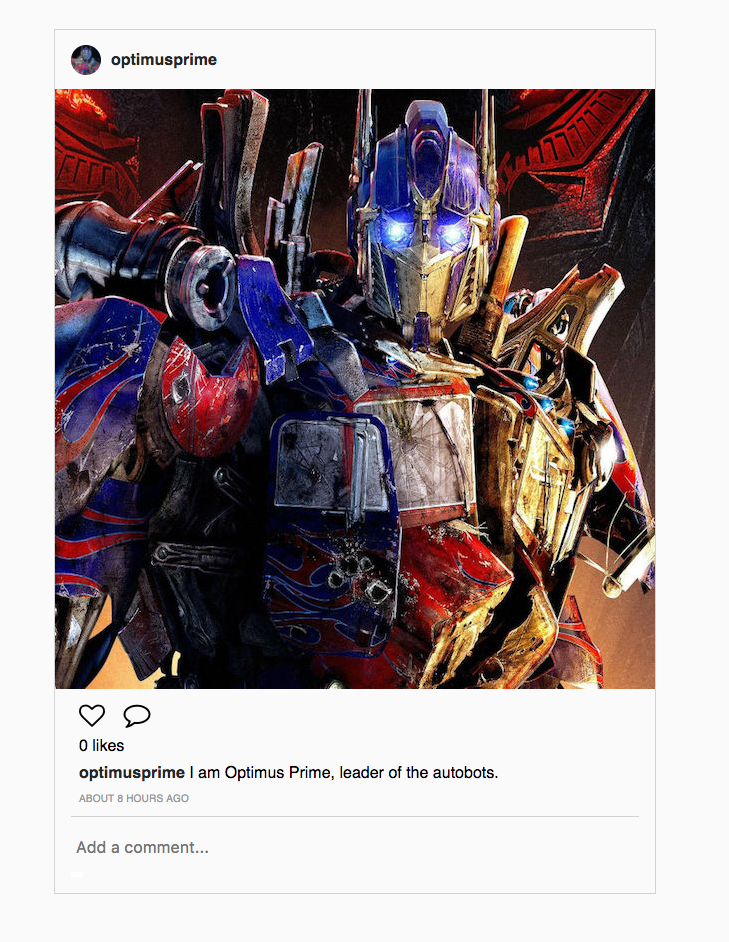 optimusprime
0 likes
optimusprime I am Optimus Prime, leader of the autobots.
ABOUT 8 HOURS AGO
Add a comment...